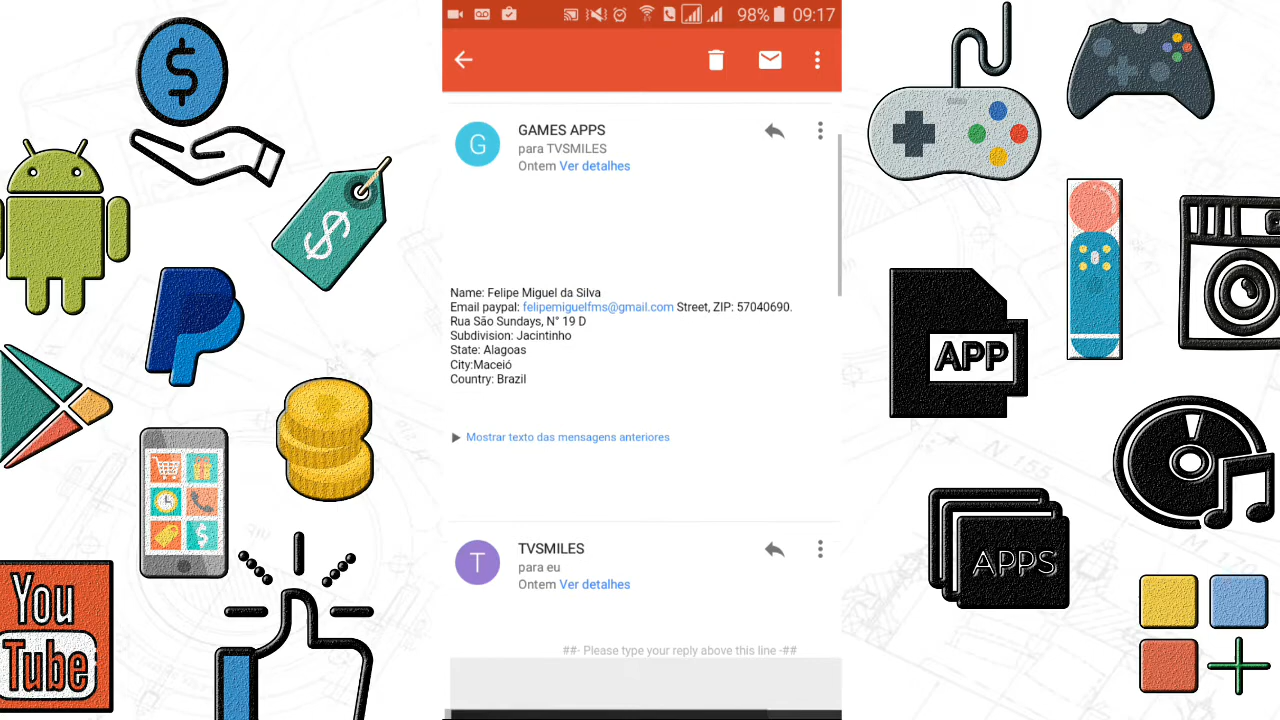 98% 09:17
G
GAMES APPS
para TVSMILES
Ontem Ver detalhes
Name: Felipe Miguel da Silva
Email paypal: felipemiguelfms@gmail.com Street, ZIP: 57040690.
Rua São Sundays, N° 19 D
Subdivision: Jacintinho
State: Alagoas
City:Maceió
Country: Brazil
Mostrar texto das mensagens anteriores
T
TVSMILES
para eu
Ontem Ver detalhes
##- Please type your reply above this line -##
$
$
P
$
You
Tube
APP
APPS